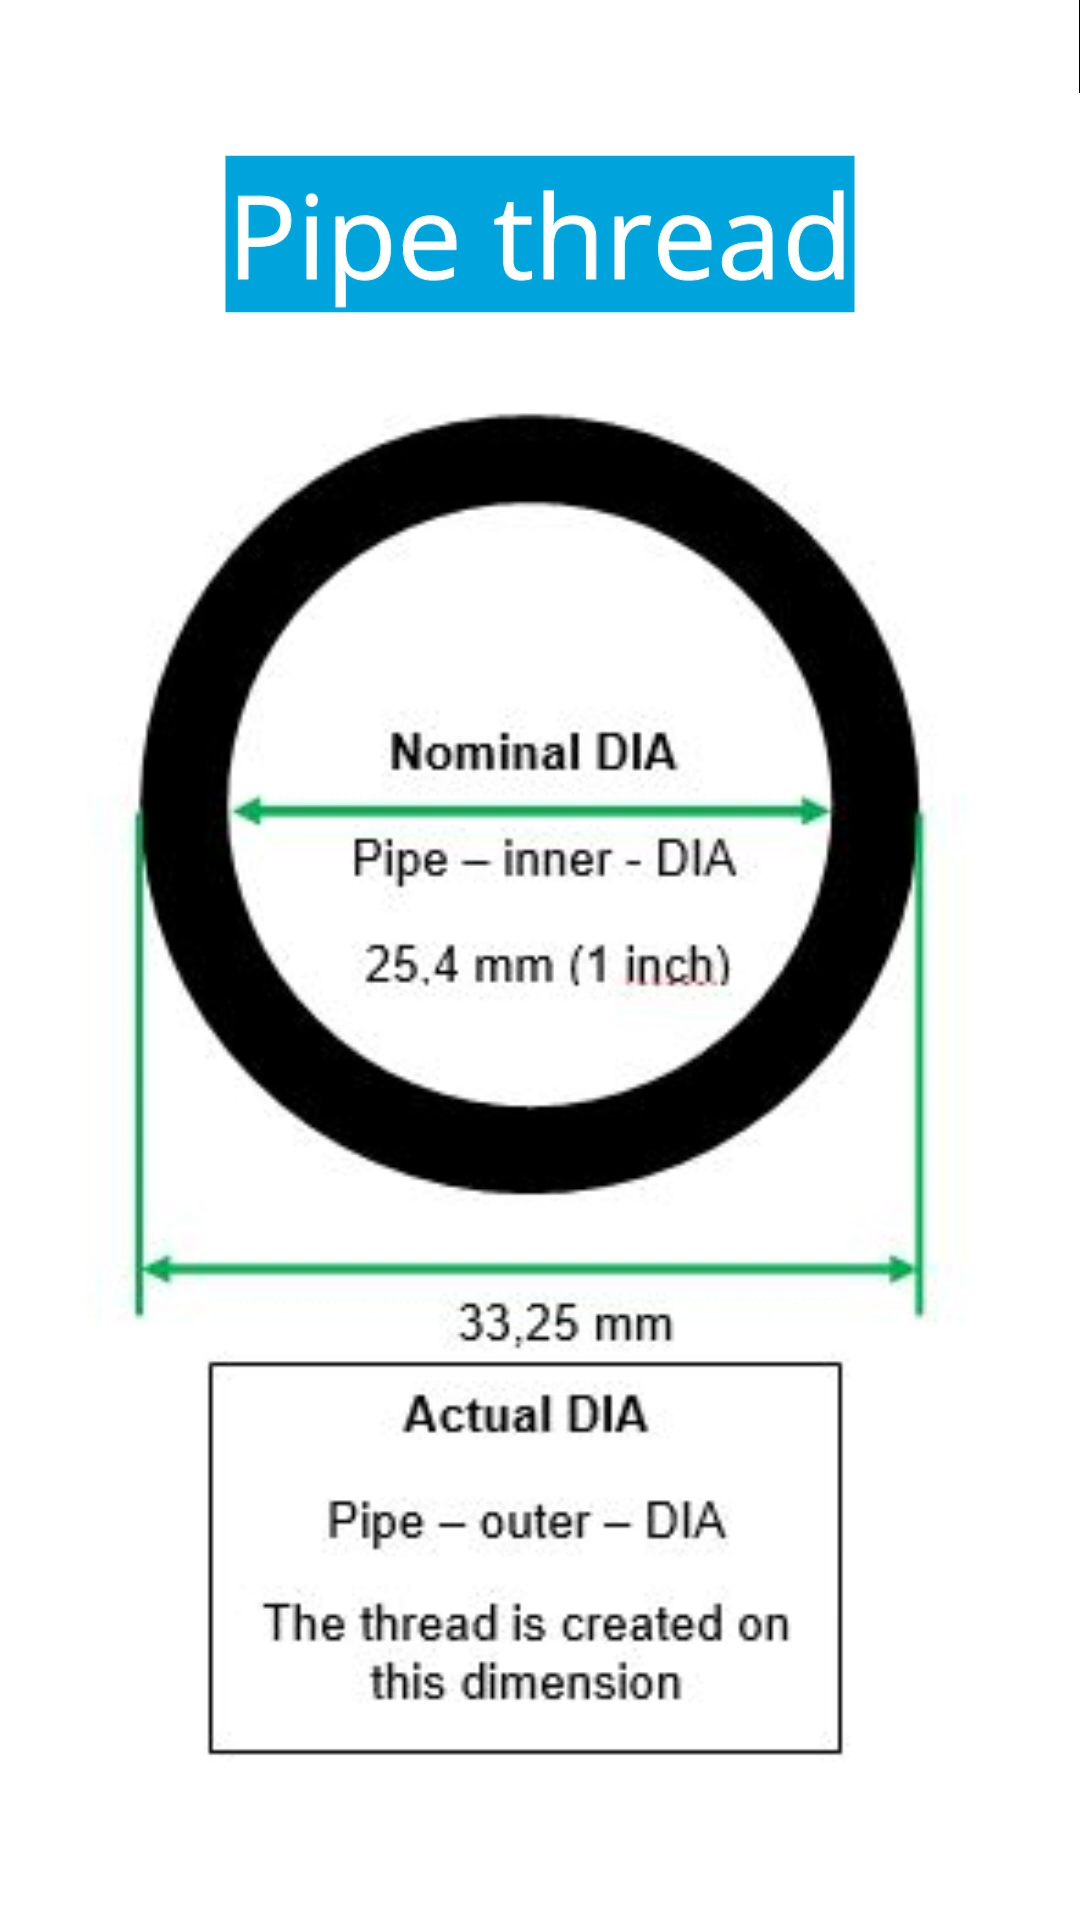 Pipe thread
Nominal DIA
Pipe – inner - DIA
25,4 mm (1 inch)
33,25 mm
Actual DIA
Pipe – outer – DIA
The thread is created on
this dimension